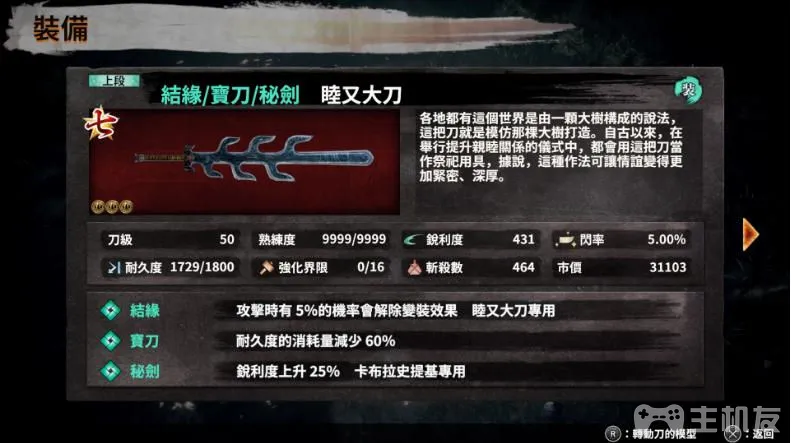 裝備
上段
結緣/寶刀/秘劍 睦又大刀
裝
七
各地都有這個世界是由一顆大樹構成的說法，
這把刀就是模仿那棵大樹打造。自古以來，在
舉行提升親睦關係的儀式中，都會用這把刀當
作祭祀用具，據說，這種作法可讓情誼變得更
加緊密、深厚。
刀級 50 熟練度 9999/9999 銳利度 431 閃率 5.00%
耐久度 1729/1800 強化界限 0/16 斬殺數 464 市價 31103
結緣 攻擊時有 5%的機率會解除變裝效果 睦又大刀專用
寶刀 耐久度的消耗量減少 60%
秘劍 銳利度上升 25% 卡布拉史提基專用
主机友
R：轉動刀的模型 ：返回